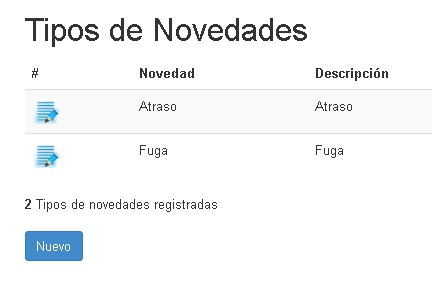 Tipos de Novedades
# Novedad Descripción
Atraso Atraso
Fuga Fuga
2 Tipos de novedades registradas
Nuevo